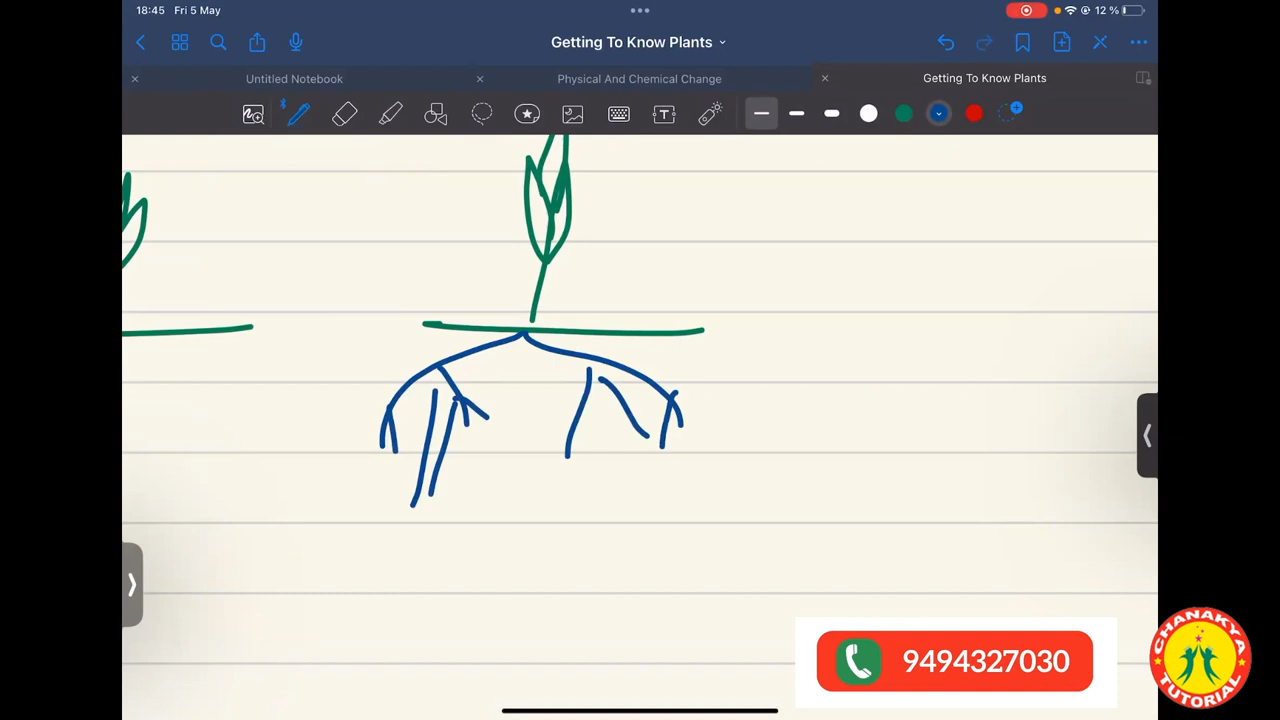 18:45 Fri 5 May
12 %
Getting To Know Plants
Untitled Notebook
Physical And Chemical Change
Getting To Know Plants
T
9494327030
CHANAKYA
TUTORIAL